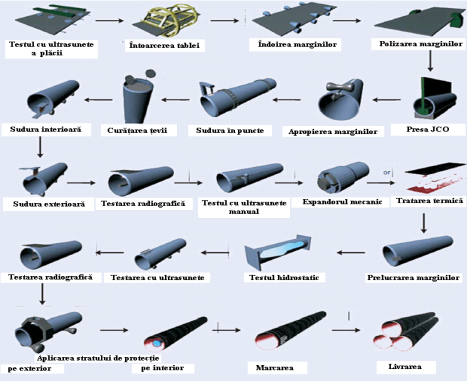 Testul cu ultrasunete
a plăcii
Întoarcerea tablei
Îndoirea marginilor
Polizarea marginilor
Sudura interioară
Curățarea țevii
Sudura în puncte
Apropierea marginilor
Presa JCO
Sudura exterioară
Testarea radiografică
Testul cu ultrasunete
manual
Expandorul mecanic
or
Tratarea termică
Testarea radiografică
Testarea cu ultrasunete
Testul hidrostatic
Prelucrarea marginilor
Aplicarea stratului de protecție
pe exterior
pe interior
Marcarea
Livrarea